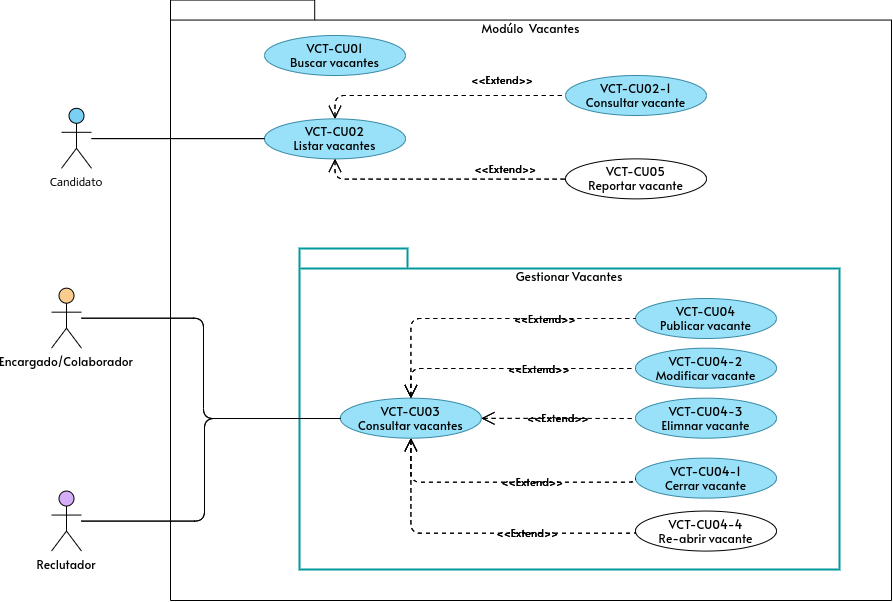 Modúlo Vacantes
VCT-CU01
Buscar vacantes
<<Extend>>
VCT-CU02-1
Consultar vacante
VCT-CU02
Listar vacantes
<<Extend>>
VCT-CU05
Reportar vacante
Candidato
Gestionar Vacantes
<<Extend>>
VCT-CU04
Publicar vacante
Encargado/Colaborador
<<Extend>>
VCT-CU04-2
Modificar vacante
VCT-CU03
Consultar vacantes
<<Extend>>
VCT-CU04-3
Elimnar vacante
<<Extend>>
VCT-CU04-1
Cerrar vacante
<<Extend>>
VCT-CU04-4
Re-abrir vacante
Reclutador